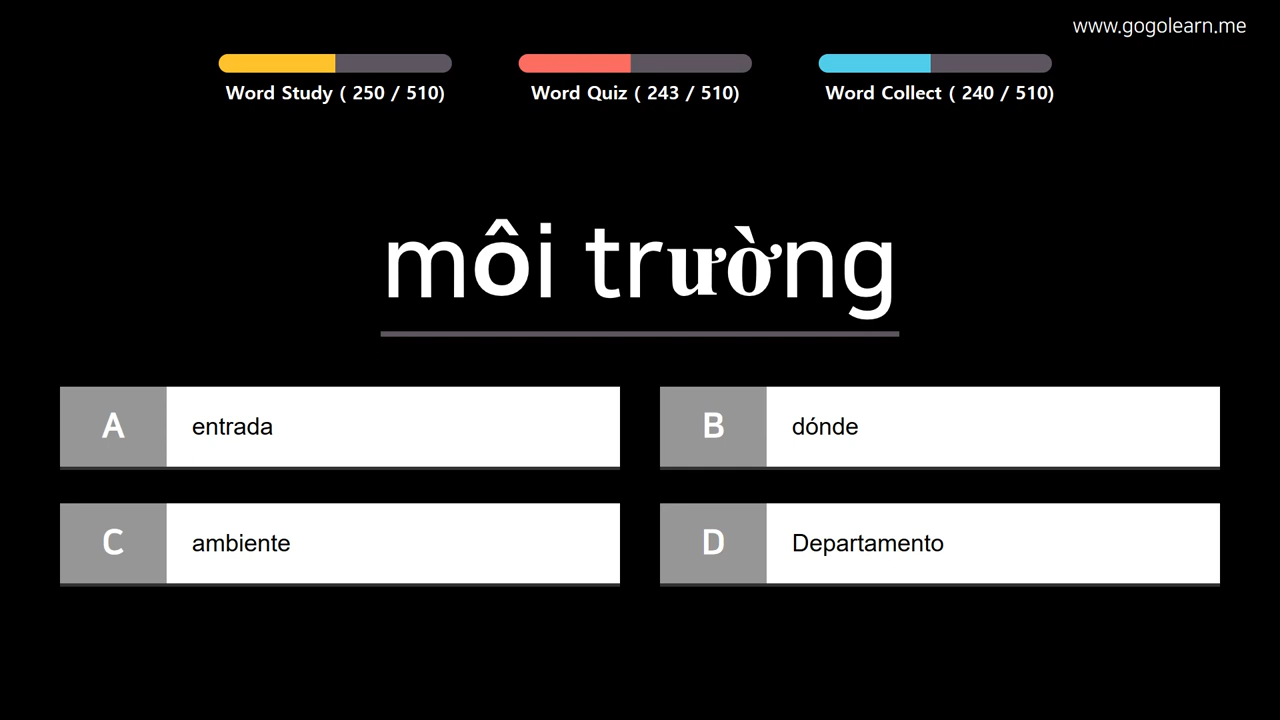 www.gogolearn.me
Word Study ( 250 / 510)
Word Quiz ( 243 / 510)
Word Collect ( 240 / 510)
môi trường
A
entrada
B
dónde
C
ambiente
D
Departamento